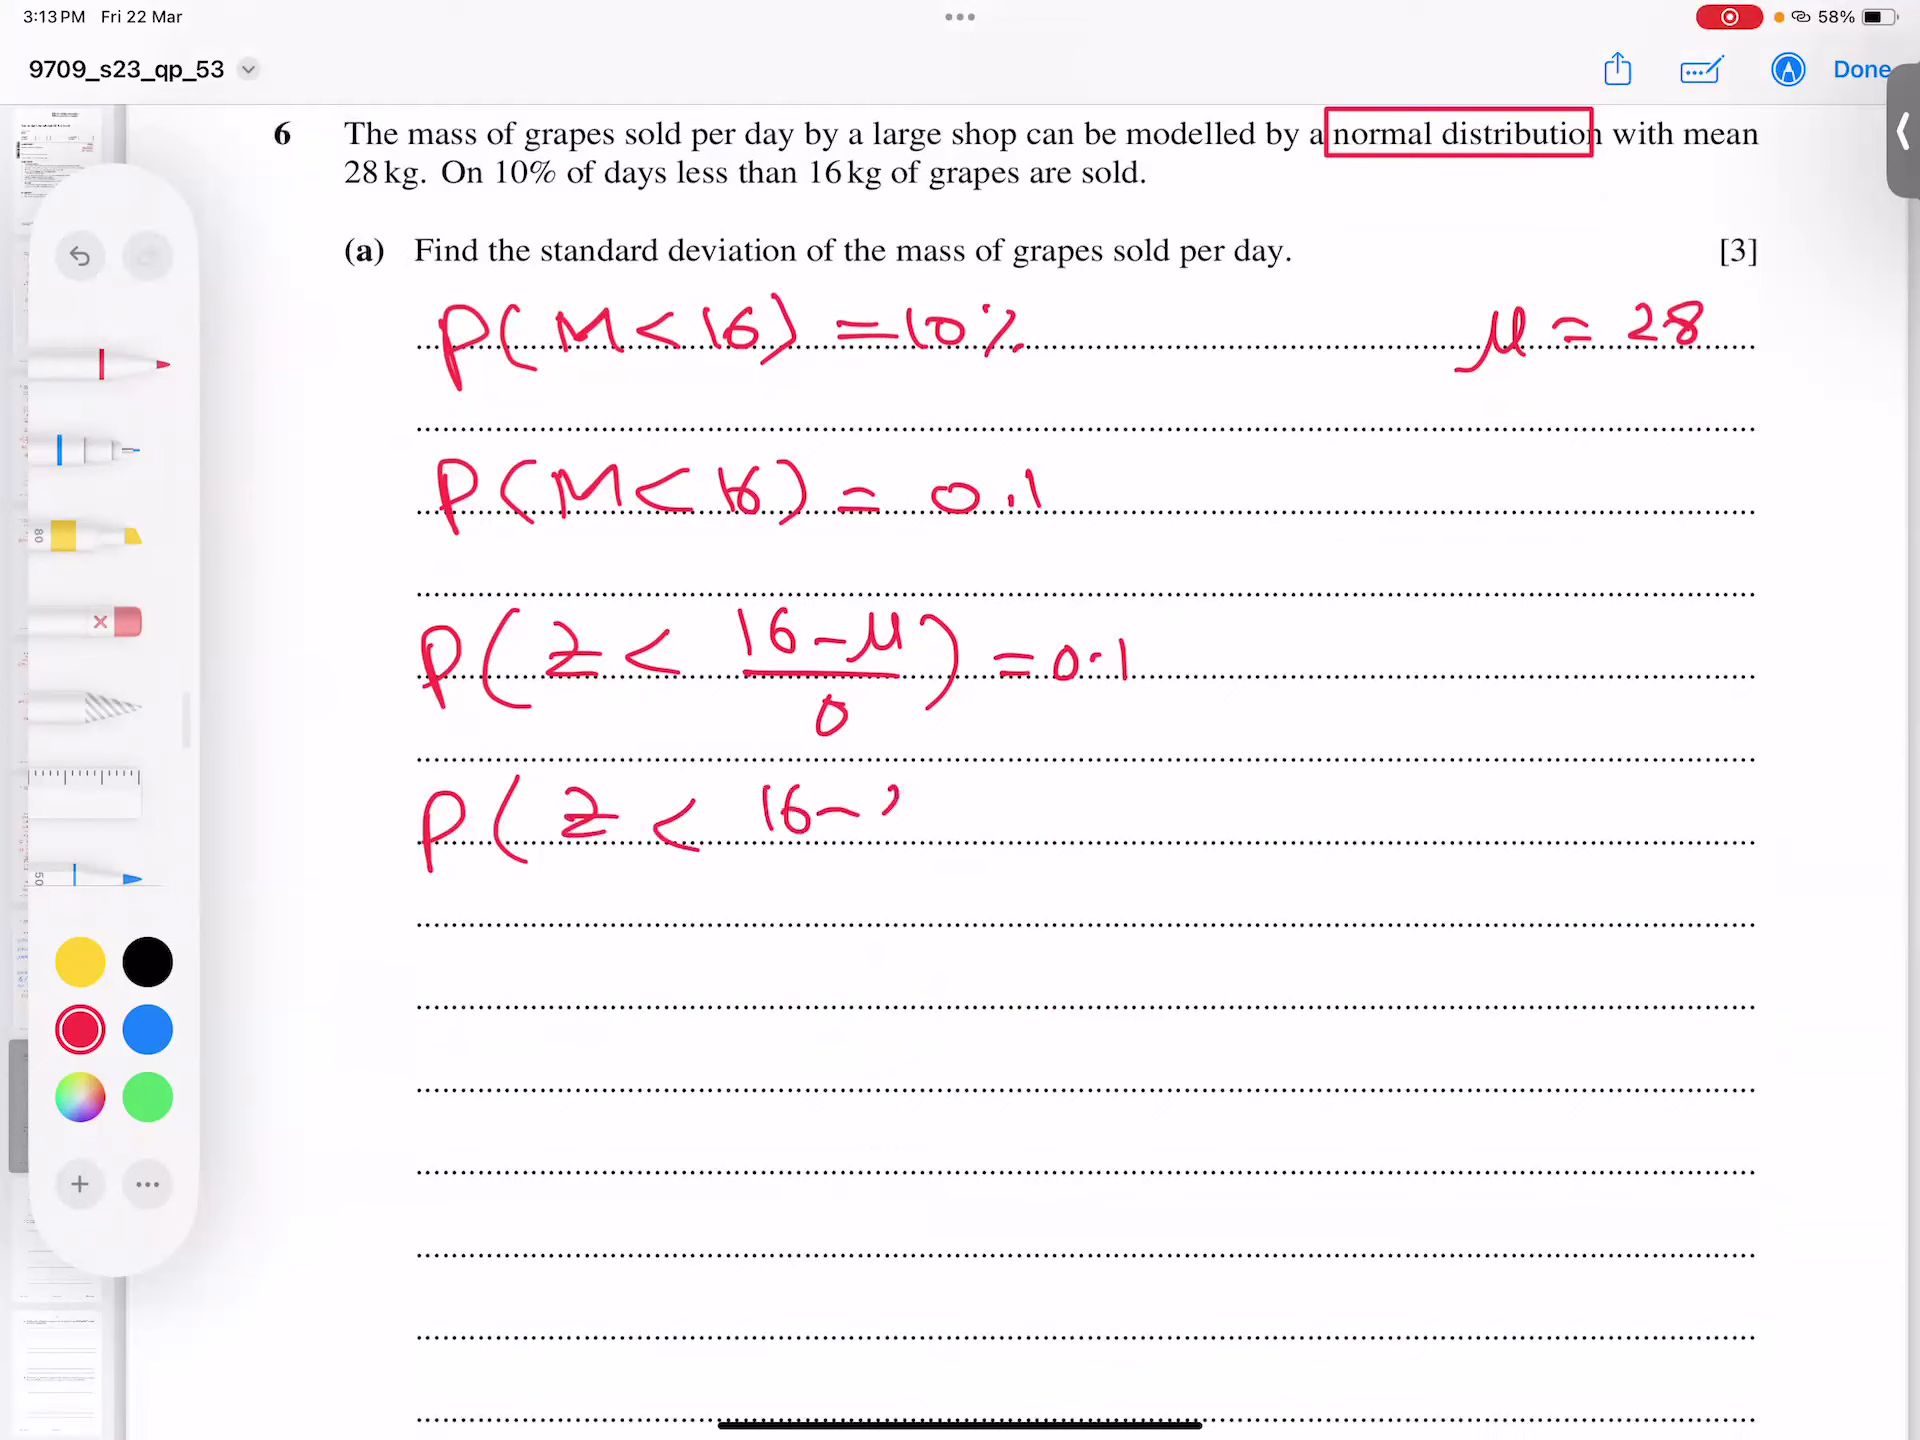 3:13 PM Fri 22 Mar
58%
9709_s23_qp_53
Done
6 The mass of grapes sold per day by a large shop can be modelled by a normal distribution with mean
28 kg. On 10% of days less than 16 kg of grapes are sold.
(a) Find the standard deviation of the mass of grapes sold per day. [3]
P(M < 16) = 10% μ = 28
P(M < 16) = 0.1
P(Z < (16 - μ)/σ) = 0.1
P(Z < 16 -
80
50